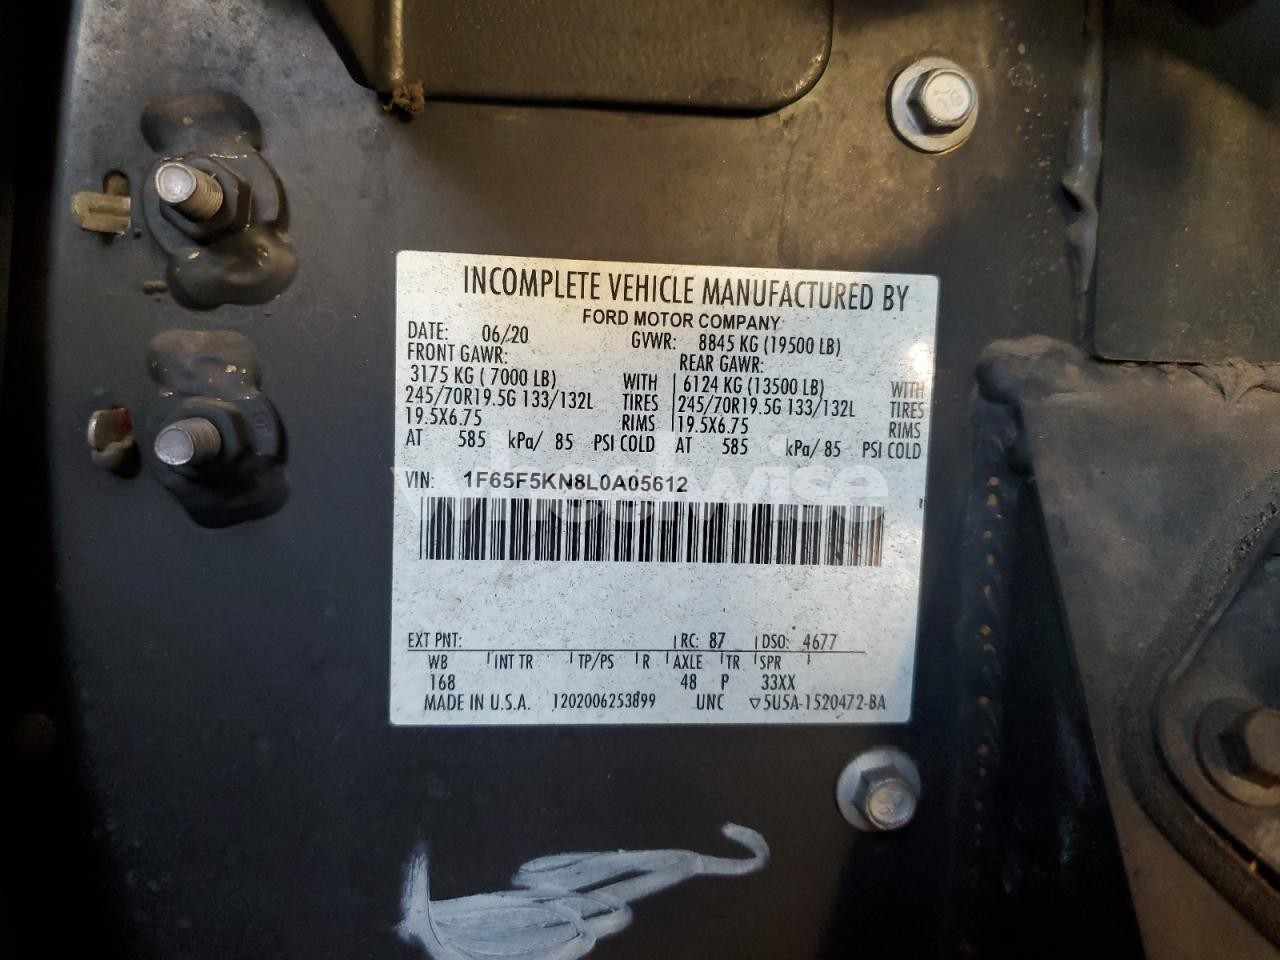 INCOMPLETE VEHICLE MANUFACTURED BY
FORD MOTOR COMPANY
DATE: 06/20 GVWR: 8845 KG (19500 LB)
FRONT GAWR: REAR GAWR:
3175 KG (7000 LB) WITH 6124 KG (13500 LB) WITH
245/70R19.5G 133/132L TIRES 245/70R19.5G 133/132L TIRES
19.5X6.75 RIMS 19.5X6.75 RIMS
AT 585 kPa/ 85 PSI COLD AT 585 kPa/ 85 PSI COLD
VIN: 1F65F5KN8L0A05612
EXT PNT: RC: 87 DSO: 4677
WB INT TR TP/PS R AXLE TR SPR
168 48 P 33XX
MADE IN U.S.A. 1202006253899 UNC ▽5U5A-1520472-BA